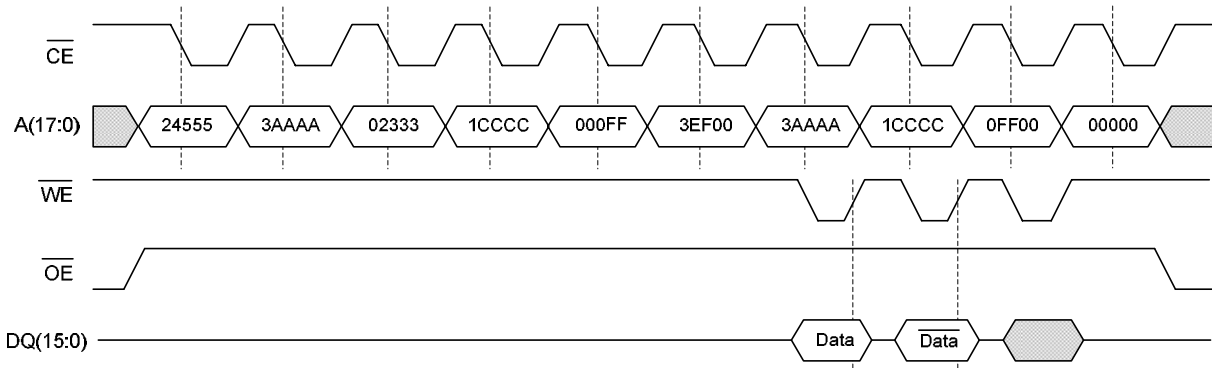 CE
A(17:0) 24555 3AAAA 02333 1CCCC 000FF 3EF00 3AAAA 1CCCC 0FF00 00000
WE
OE
DQ(15:0) Data Data